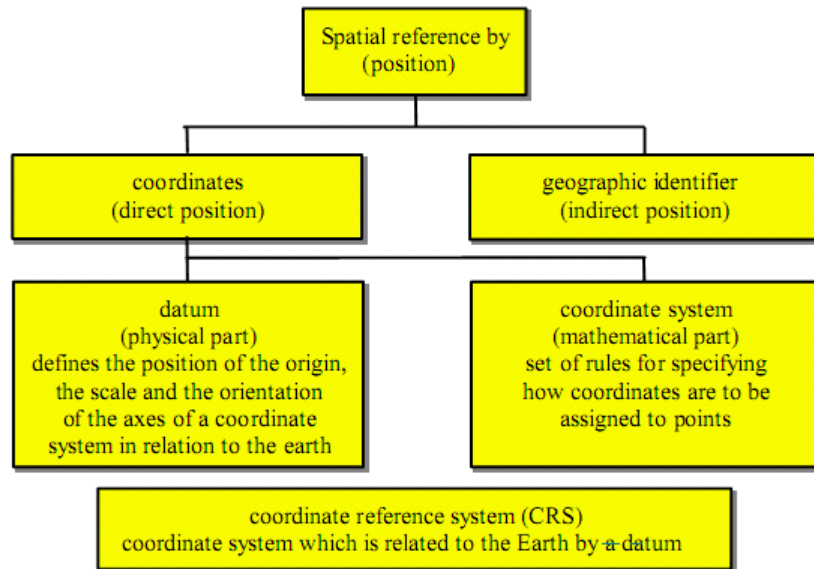 Spatial reference by
(position)
coordinates
(direct position)
geographic identifier
(indirect position)
datum
(physical part)
defines the position of the origin,
the scale and the orientation
of the axes of a coordinate
system in relation to the earth
coordinate system
(mathematical part)
set of rules for specifying
how coordinates are to be
assigned to points
coordinate reference system (CRS)
coordinate system which is related to the Earth by a datum